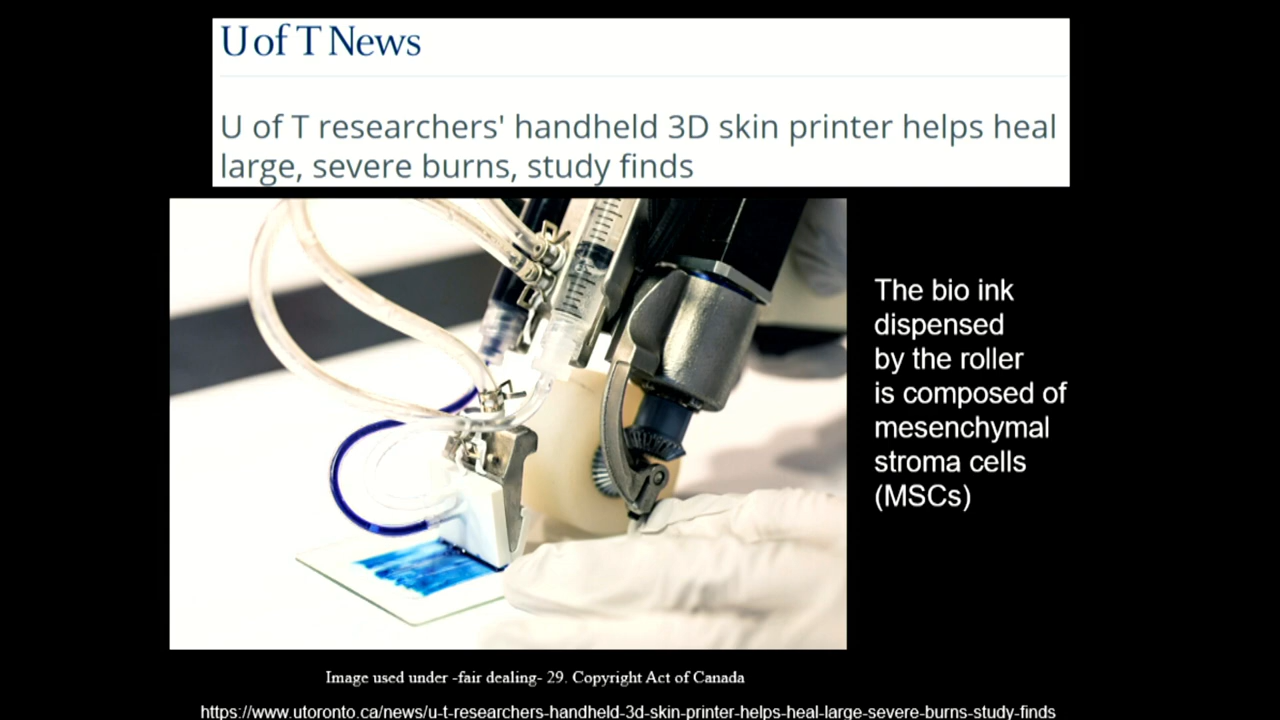 U of T News
U of T researchers' handheld 3D skin printer helps heal
large, severe burns, study finds
The bio ink
dispensed
by the roller
is composed of
mesenchymal
stroma cells
(MSCs)
Image used under -fair dealing- 29. Copyright Act of Canada
https://www.utoronto.ca/news/u-t-researchers-handheld-3d-skin-printer-helps-heal-large-severe-burns-study-finds